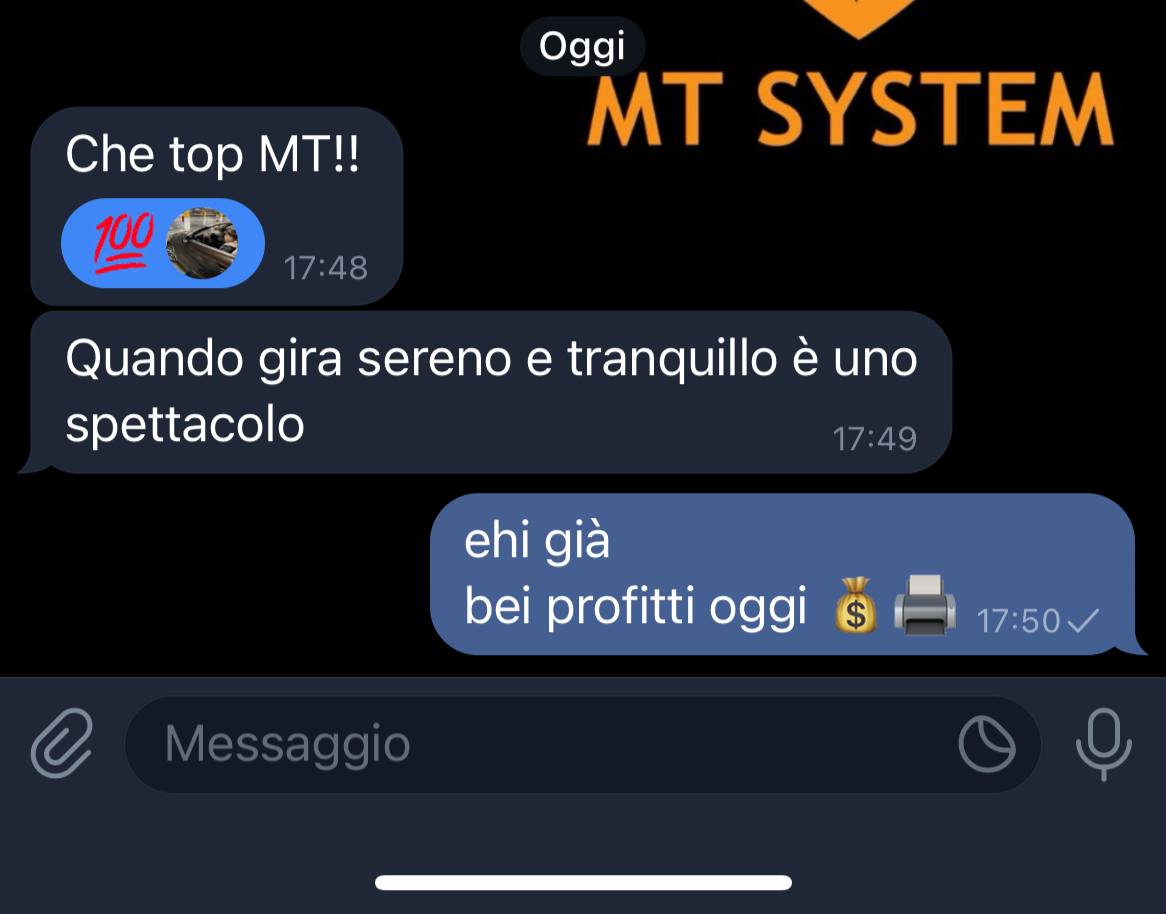 Oggi
MT SYSTEM
Che top MT!!
💯 17:48
Quando gira sereno e tranquillo è uno
spettacolo 17:49
ehi già
bei profitti oggi 💰🖨️ 17:50
Messaggio